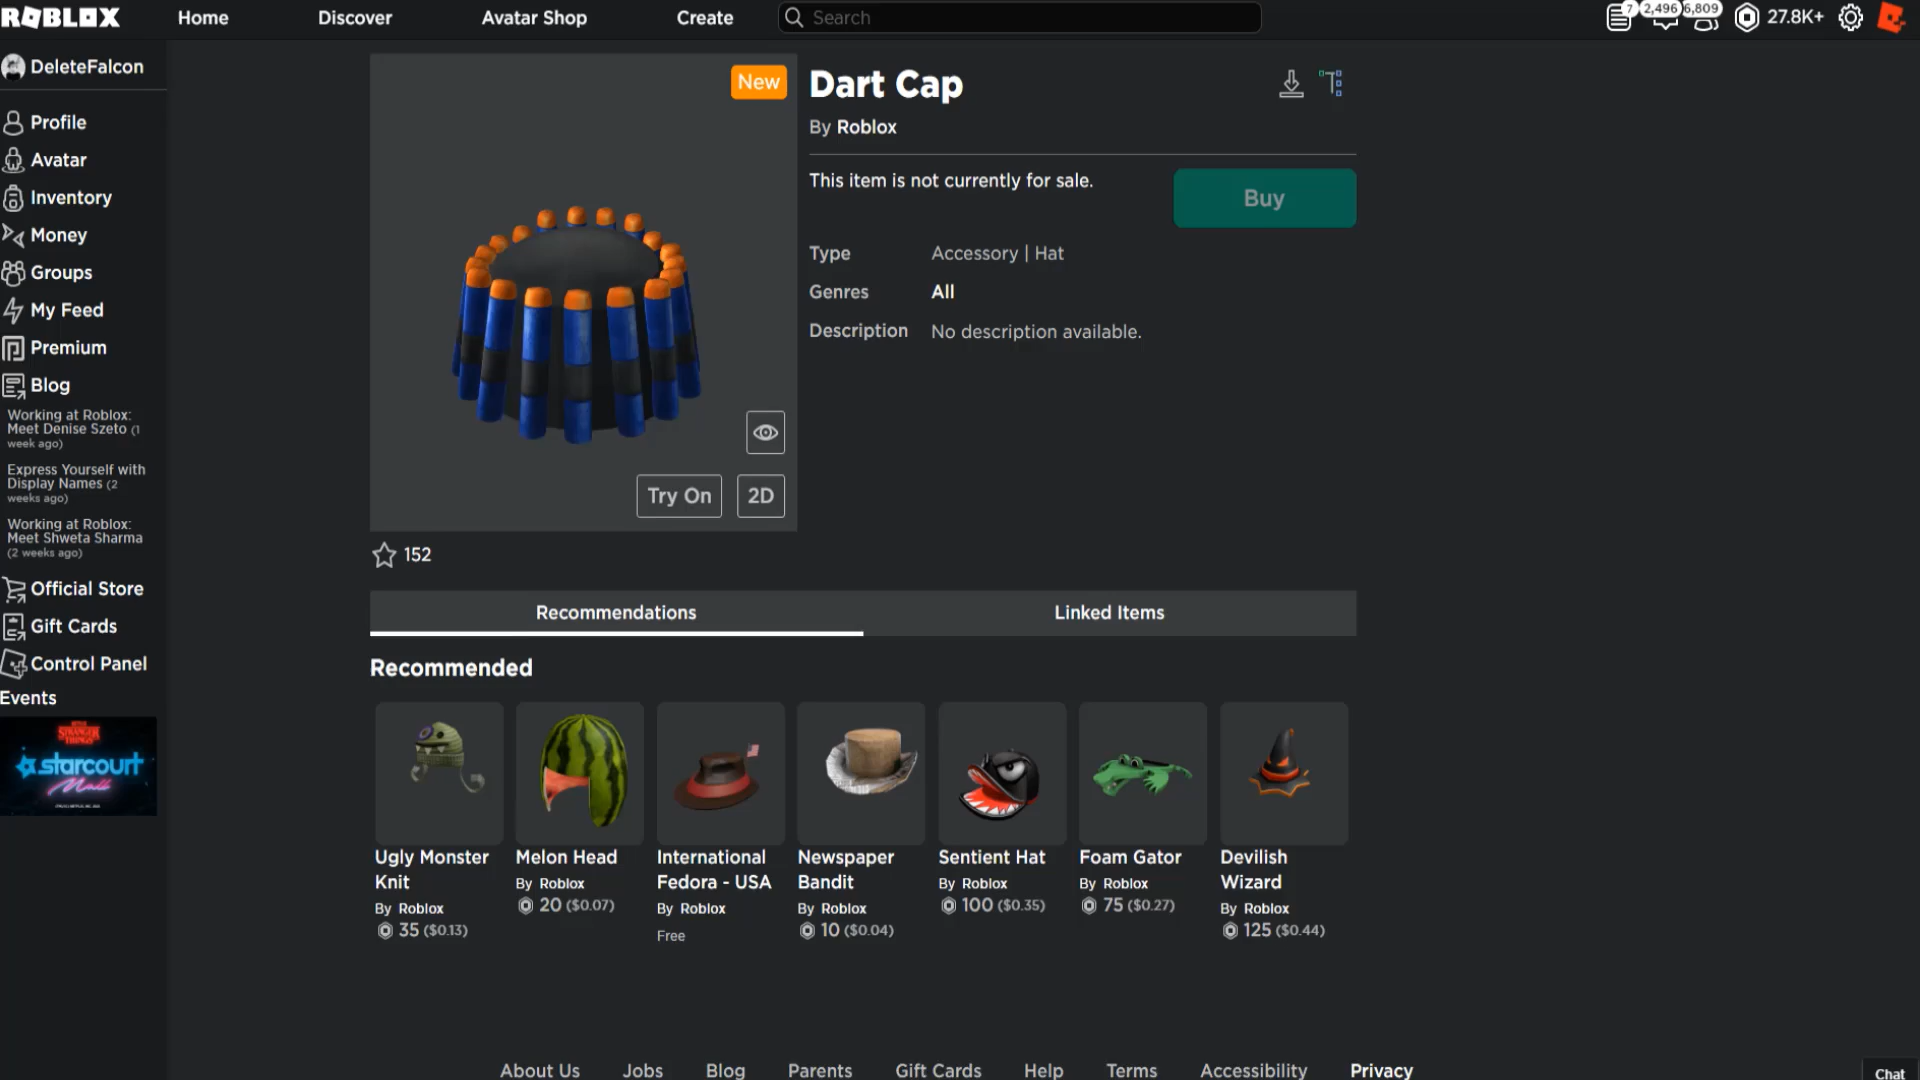 ROBLOX
Home
Discover
Avatar Shop
Create
Search
7
2,496
6,809
27.8K+
DeleteFalcon
Profile
Avatar
Inventory
Money
Groups
My Feed
Premium
Blog
Working at Roblox:
Meet Denise Szeto (1
week ago)
Express Yourself with
Display Names (2
weeks ago)
Working at Roblox:
Meet Shweta Sharma
(2 weeks ago)
Official Store
Gift Cards
Control Panel
Events
STRANGER
THINGS
starcourt
Mall
New
Try On
2D
152
Dart Cap
By Roblox
This item is not currently for sale.
Buy
Type
Accessory | Hat
Genres
All
Description
No description available.
Recommendations
Linked Items
Recommended
Ugly Monster
Knit
By Roblox
35 ($0.13)
Melon Head
By Roblox
20 ($0.07)
International
Fedora - USA
By Roblox
Free
Newspaper
Bandit
By Roblox
10 ($0.04)
Sentient Hat
By Roblox
100 ($0.35)
Foam Gator
By Roblox
75 ($0.27)
Devilish
Wizard
By Roblox
125 ($0.44)
About Us
Jobs
Blog
Parents
Gift Cards
Help
Terms
Accessibility
Privacy
Chat